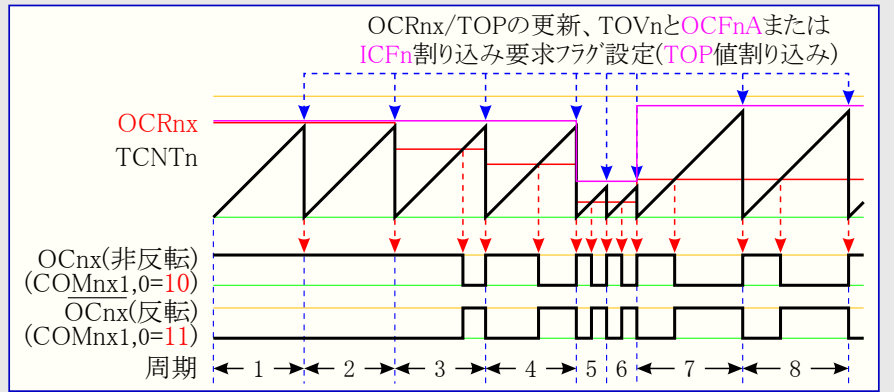 OCRnx/TOPの更新、TOVnとOCFnAまたは
ICFn割り込み要求フラグ設定(TOP値割り込み)
OCRnx
TCNTn
OCnx(非反転)
(COMnx1,0=10)
OCnx(反転)
(COMnx1,0=11)
周期 1 2 3 4 5 6 7 8